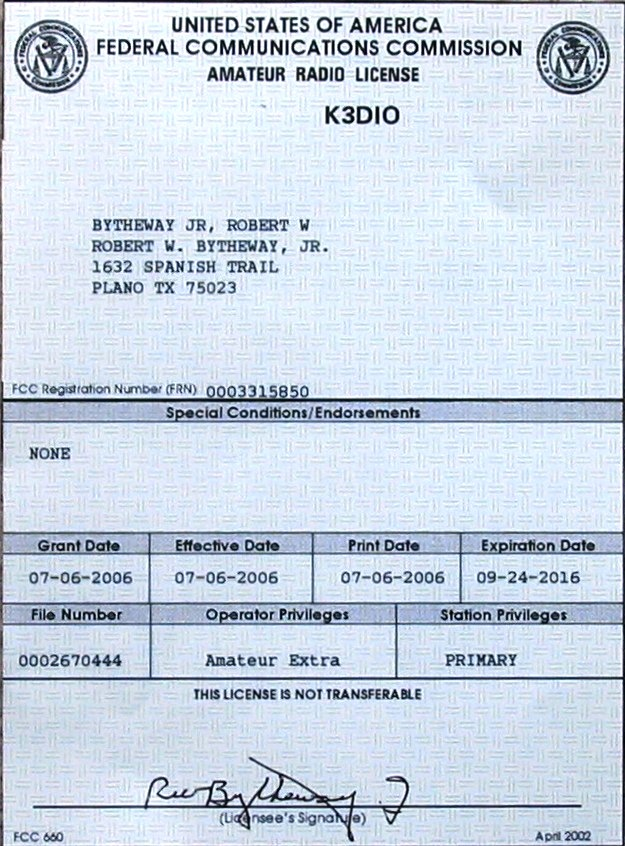 UNITED STATES OF AMERICA
FEDERAL COMMUNICATIONS COMMISSION
AMATEUR RADIO LICENSE
K3DIO
BYTHEWAY JR, ROBERT W
ROBERT W. BYTHEWAY, JR.
1632 SPANISH TRAIL
PLANO TX 75023
FCC Registration Number (FRN) 0003315850
Special Conditions/Endorsements
NONE
Grant Date Effective Date Print Date Expiration Date
07-06-2006 07-06-2006 07-06-2006 09-24-2016
File Number Operator Privileges Station Privileges
0002670444 Amateur Extra PRIMARY
THIS LICENSE IS NOT TRANSFERABLE
(Licensee's Signature)
FCC 660 April 2002